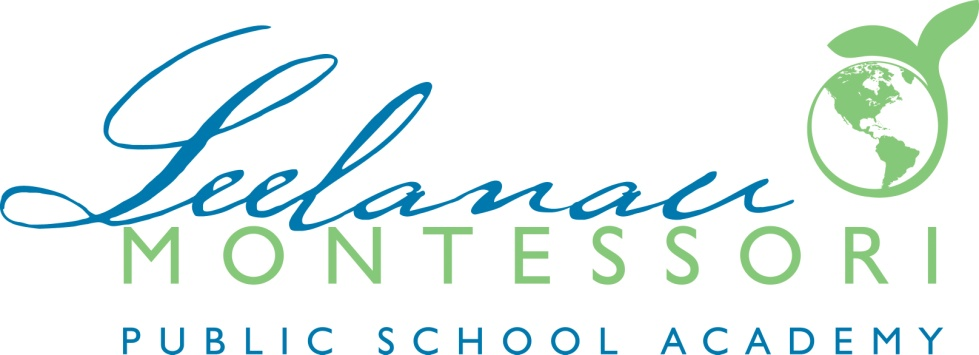 Leelanau
MONTESSORI
PUBLIC SCHOOL ACADEMY